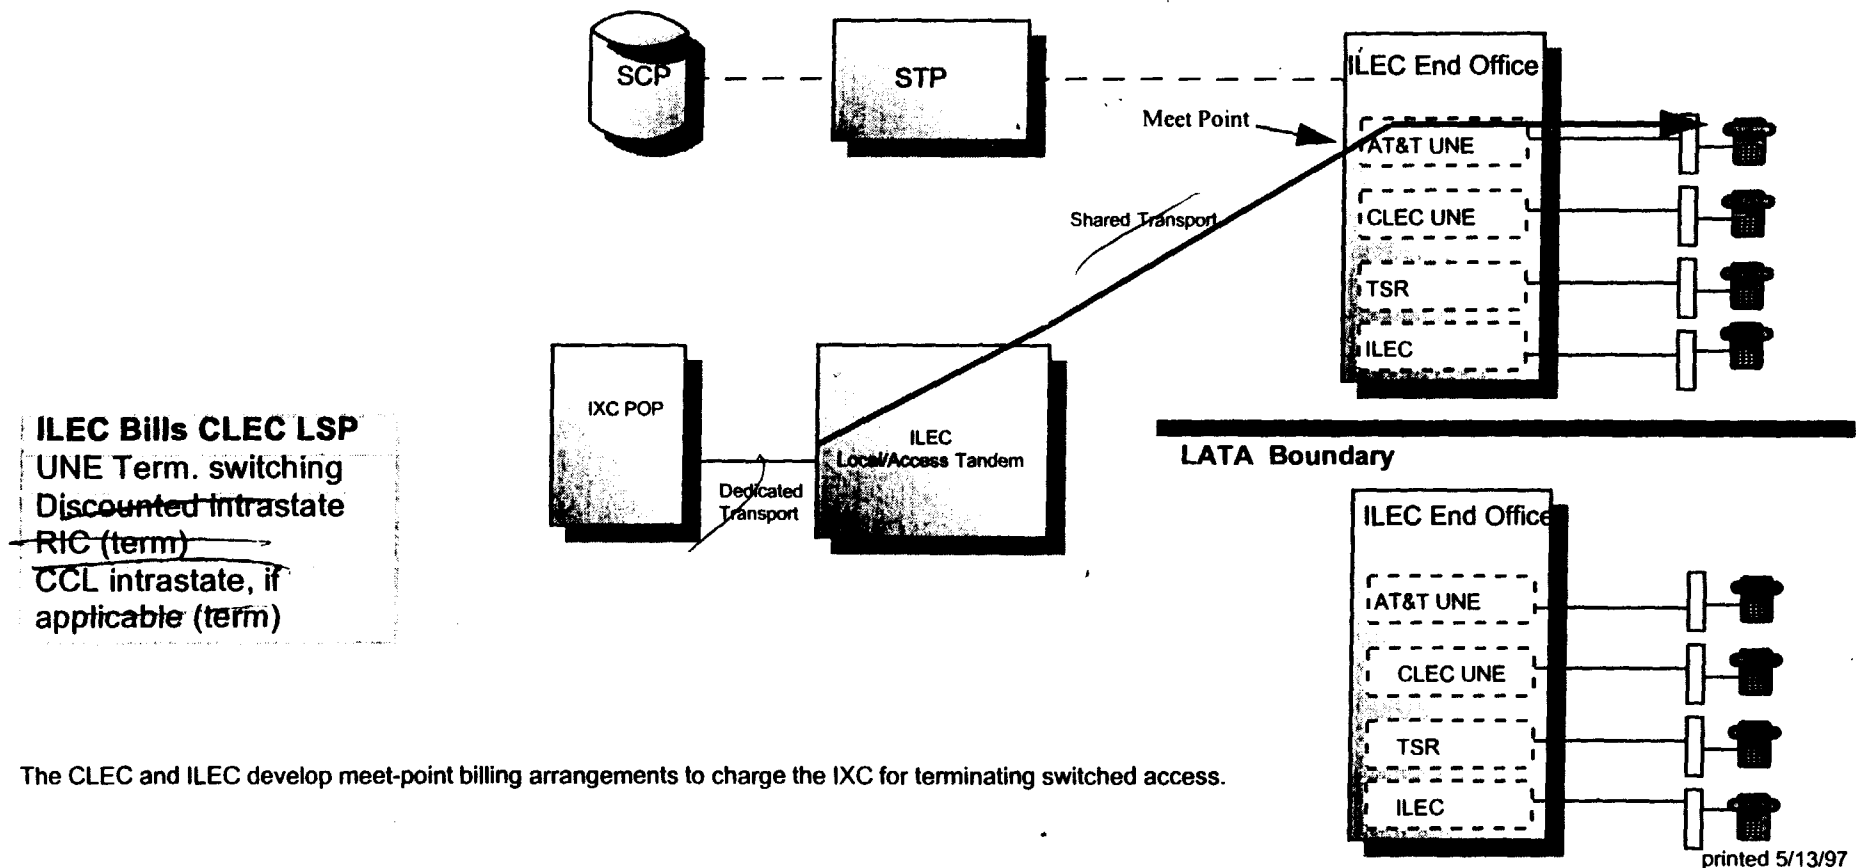 SCP
STP
ILEC End Office
Meet Point
AT&T UNE
Shared Transport
CLEC UNE
TSR
ILEC
IXC POP
ILEC
Local/Access Tandem
Dedicated
Transport
ILEC Bills CLEC LSP
UNE Term. switching
Discounted intrastate
RIC (term)
CCL intrastate, if
applicable (term)
LATA Boundary
ILEC End Office
AT&T UNE
CLEC UNE
TSR
ILEC
The CLEC and ILEC develop meet-point billing arrangements to charge the IXC for terminating switched access.
printed 5/13/97